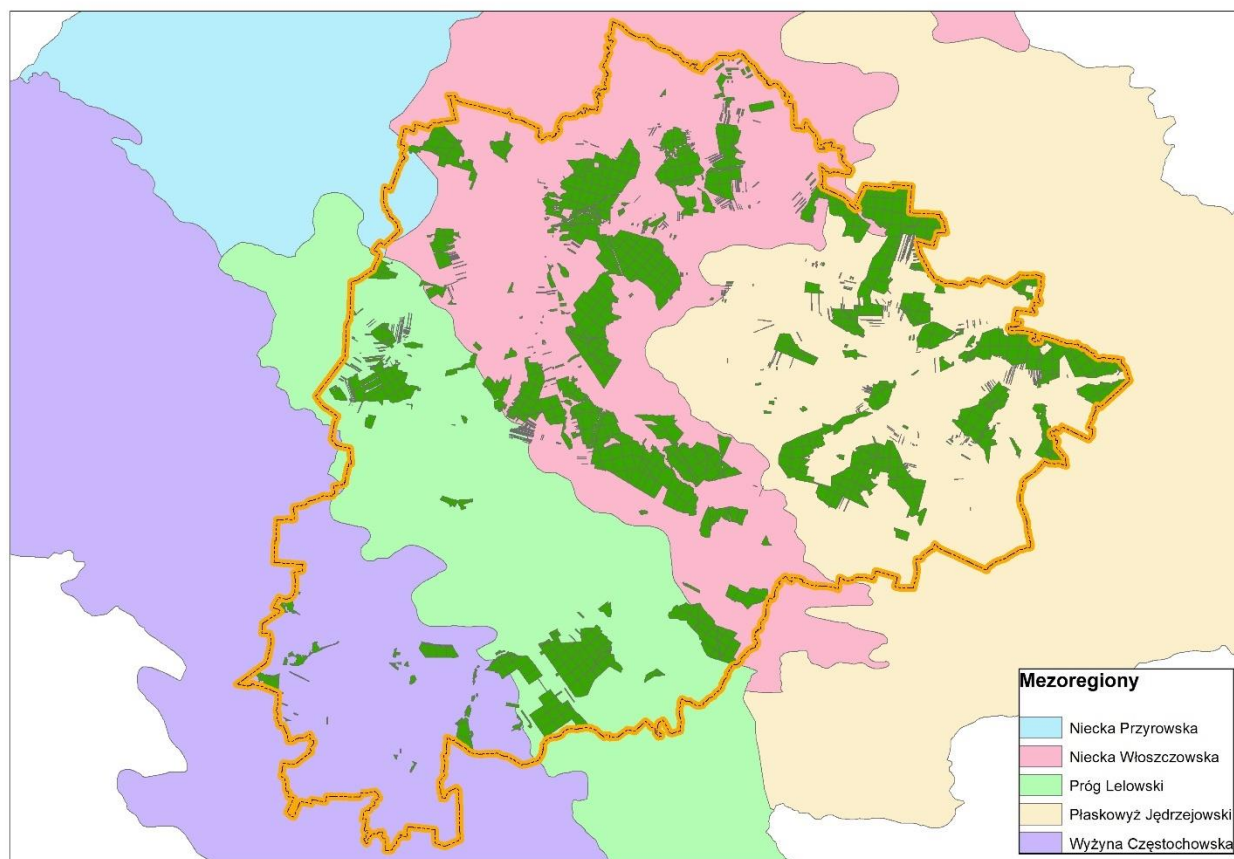 Mezoregiony
Niecka Przyrowska
Niecka Włoszczowska
Próg Lelowski
Płaskowyż Jędrzejowski
Wyżyna Częstochowska